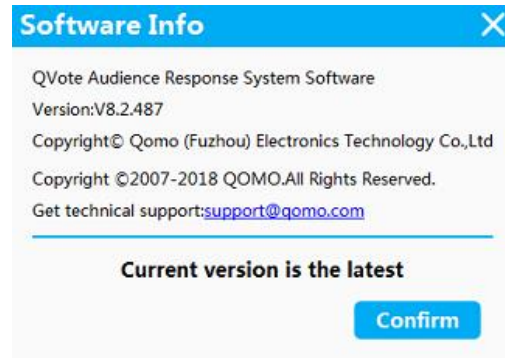 Software Info
QVote Audience Response System Software
Version:V8.2.487
Copyright© Qomo (Fuzhou) Electronics Technology Co.,Ltd
Copyright ©2007-2018 QOMO.All Rights Reserved.
Get technical support:support@qomo.com
Current version is the latest
Confirm